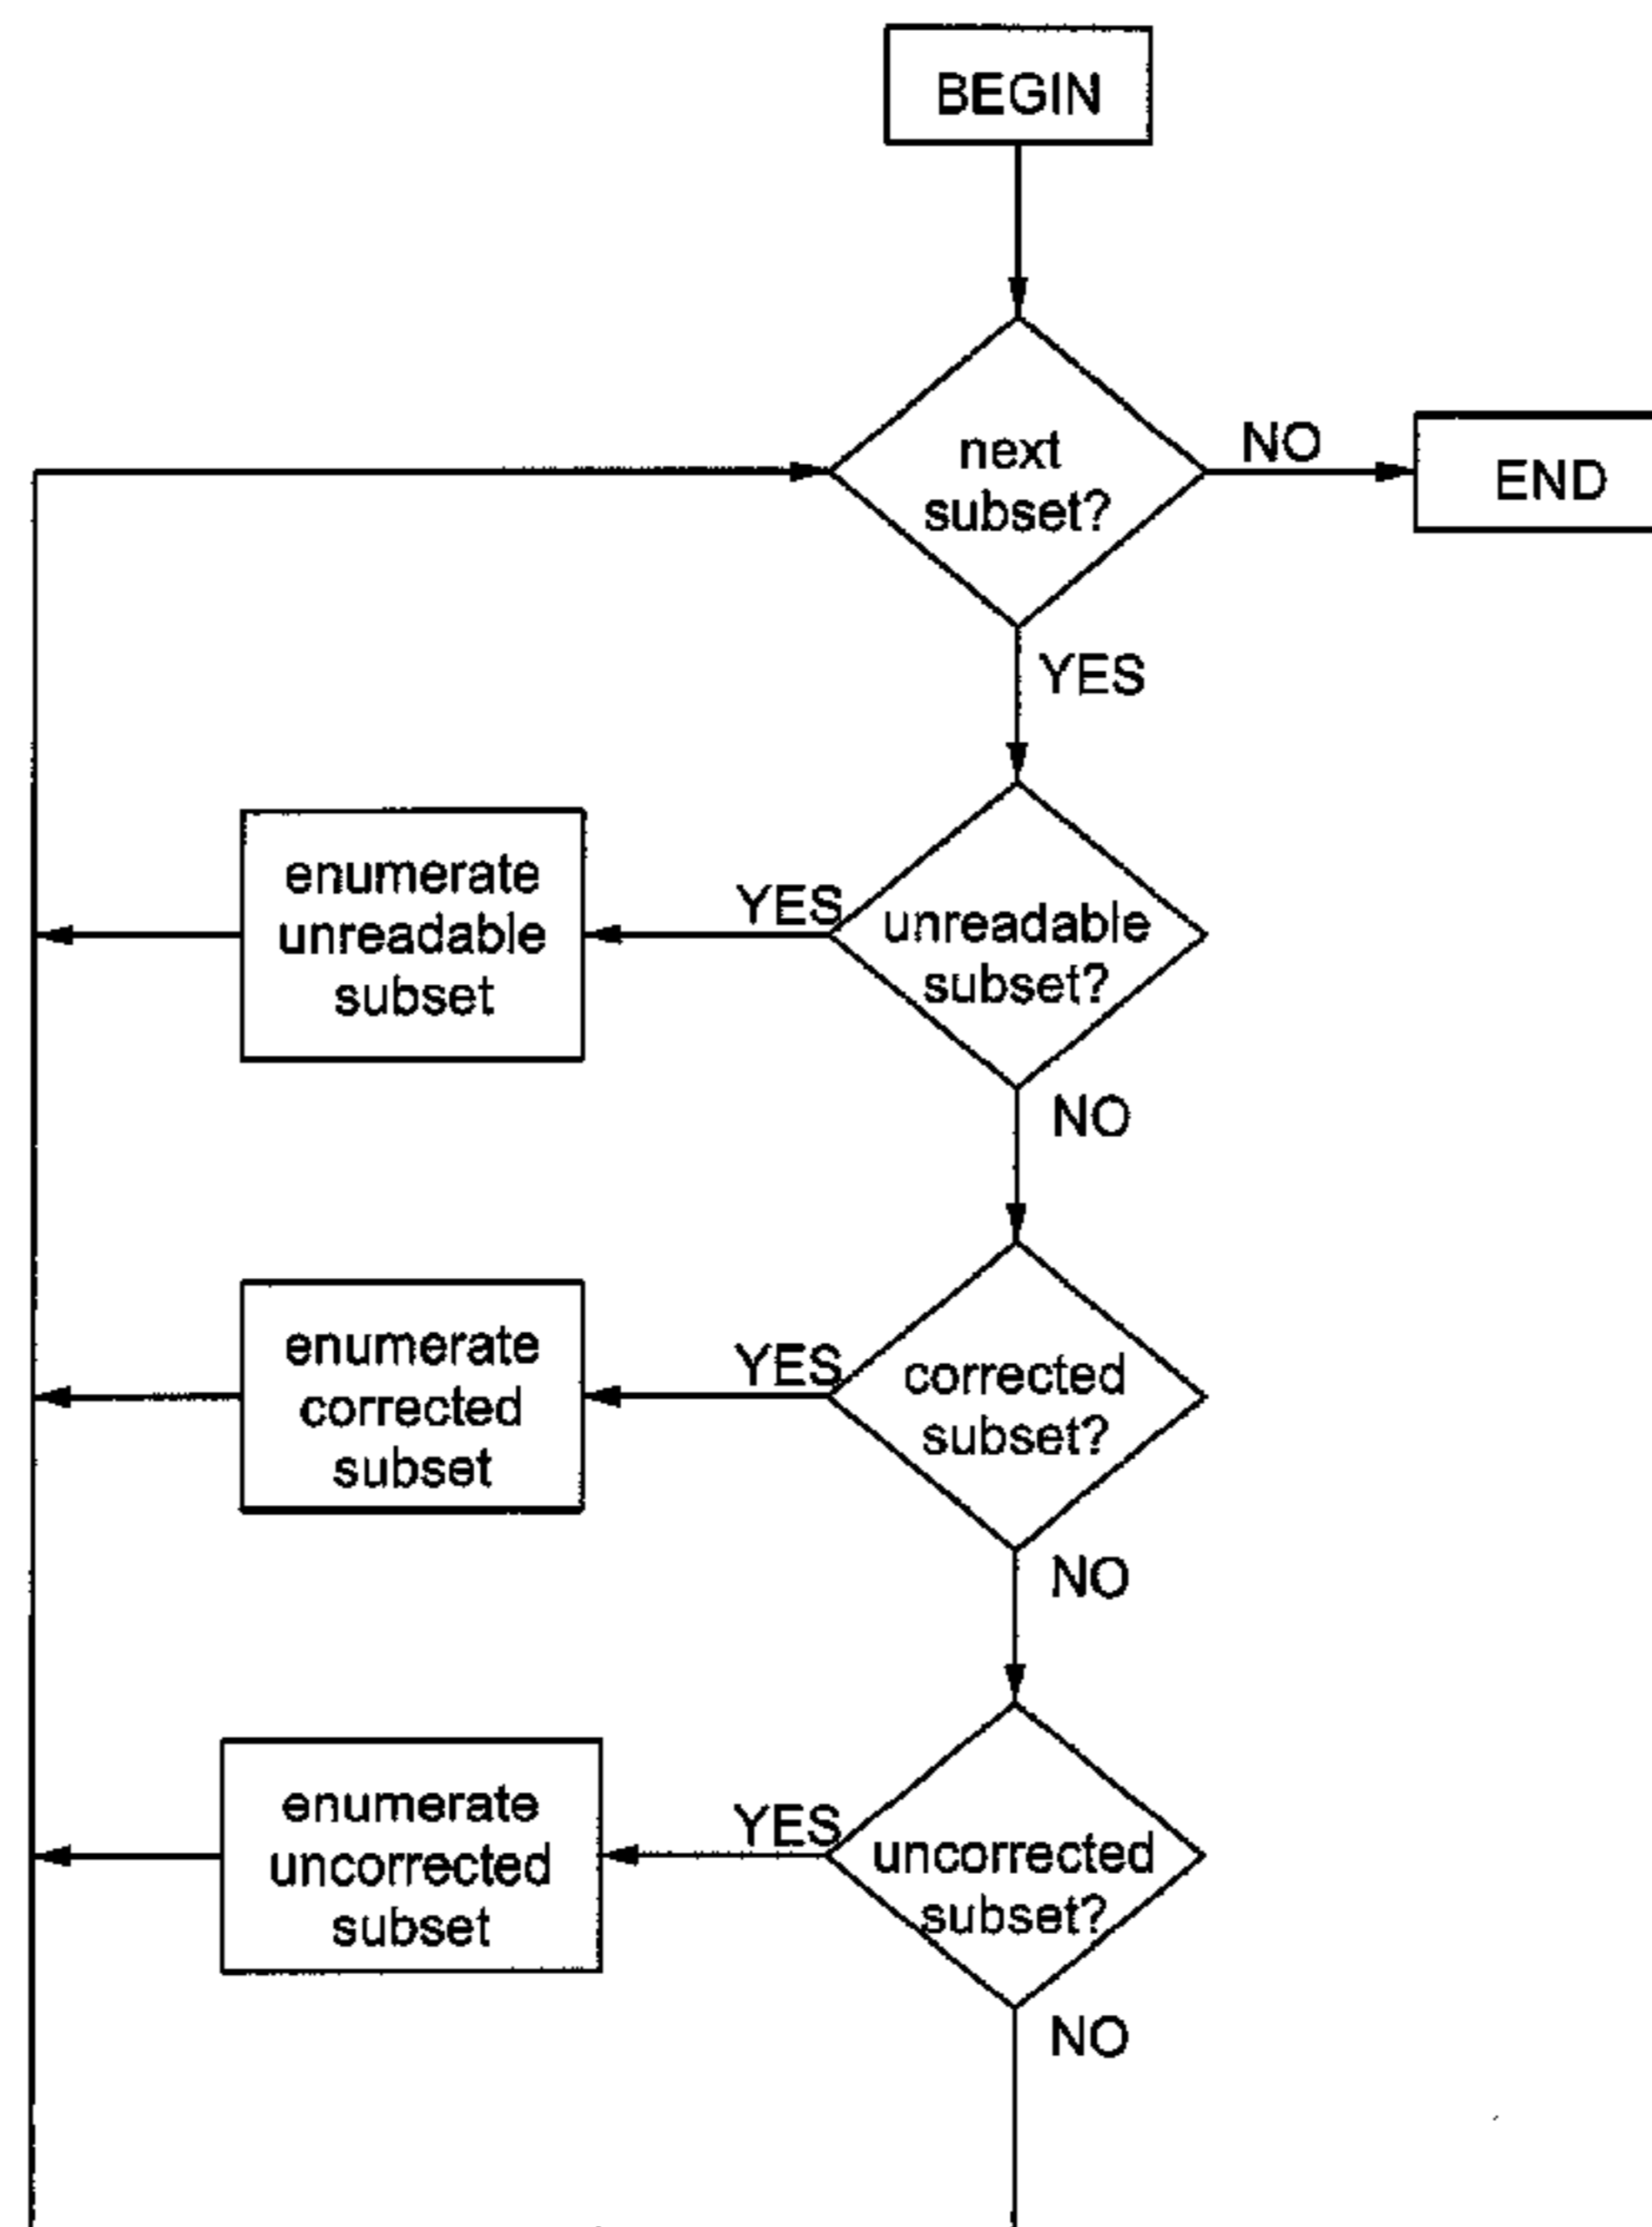 BEGIN
next
subset?
NO
END
YES
enumerate
unreadable
subset
YES
unreadable
subset?
NO
enumerate
corrected
subset
YES
corrected
subset?
NO
enumerate
uncorrected
subset
YES
uncorrected
subset?
NO